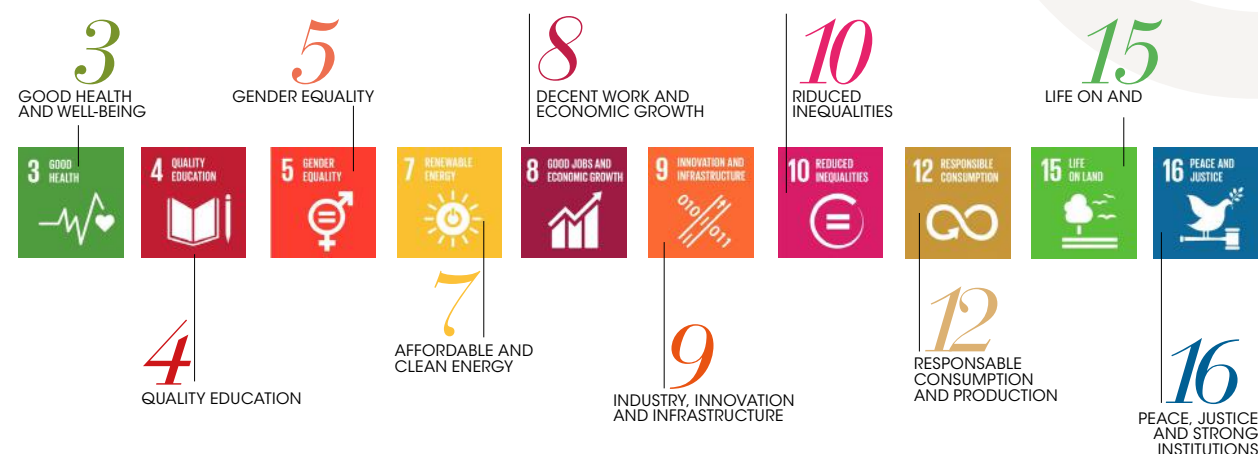 3
GOOD HEALTH
AND WELL-BEING
5
GENDER EQUALITY
8
DECENT WORK AND
ECONOMIC GROWTH
10
RIDUCED
INEQUALITIES
15
LIFE ON AND
3 GOOD
HEALTH
4 QUALITY
EDUCATION
5 GENDER
EQUALITY
7 RENEWABLE
ENERGY
8 GOOD JOBS AND
ECONOMIC GROWTH
9 INNOVATION AND
INFRASTRUCTURE
010
1011
10 REDUCED
INEQUALITIES
12 RESPONSIBLE
CONSUMPTION
15 LIFE
ON LAND
16 PEACE AND
JUSTICE
4
QUALITY EDUCATION
7
AFFORDABLE AND
CLEAN ENERGY
9
INDUSTRY, INNOVATION
AND INFRASTRUCTURE
12
RESPONSABLE
CONSUMPTION
AND PRODUCTION
16
PEACE, JUSTICE
AND STRONG
INSTITUTIONS